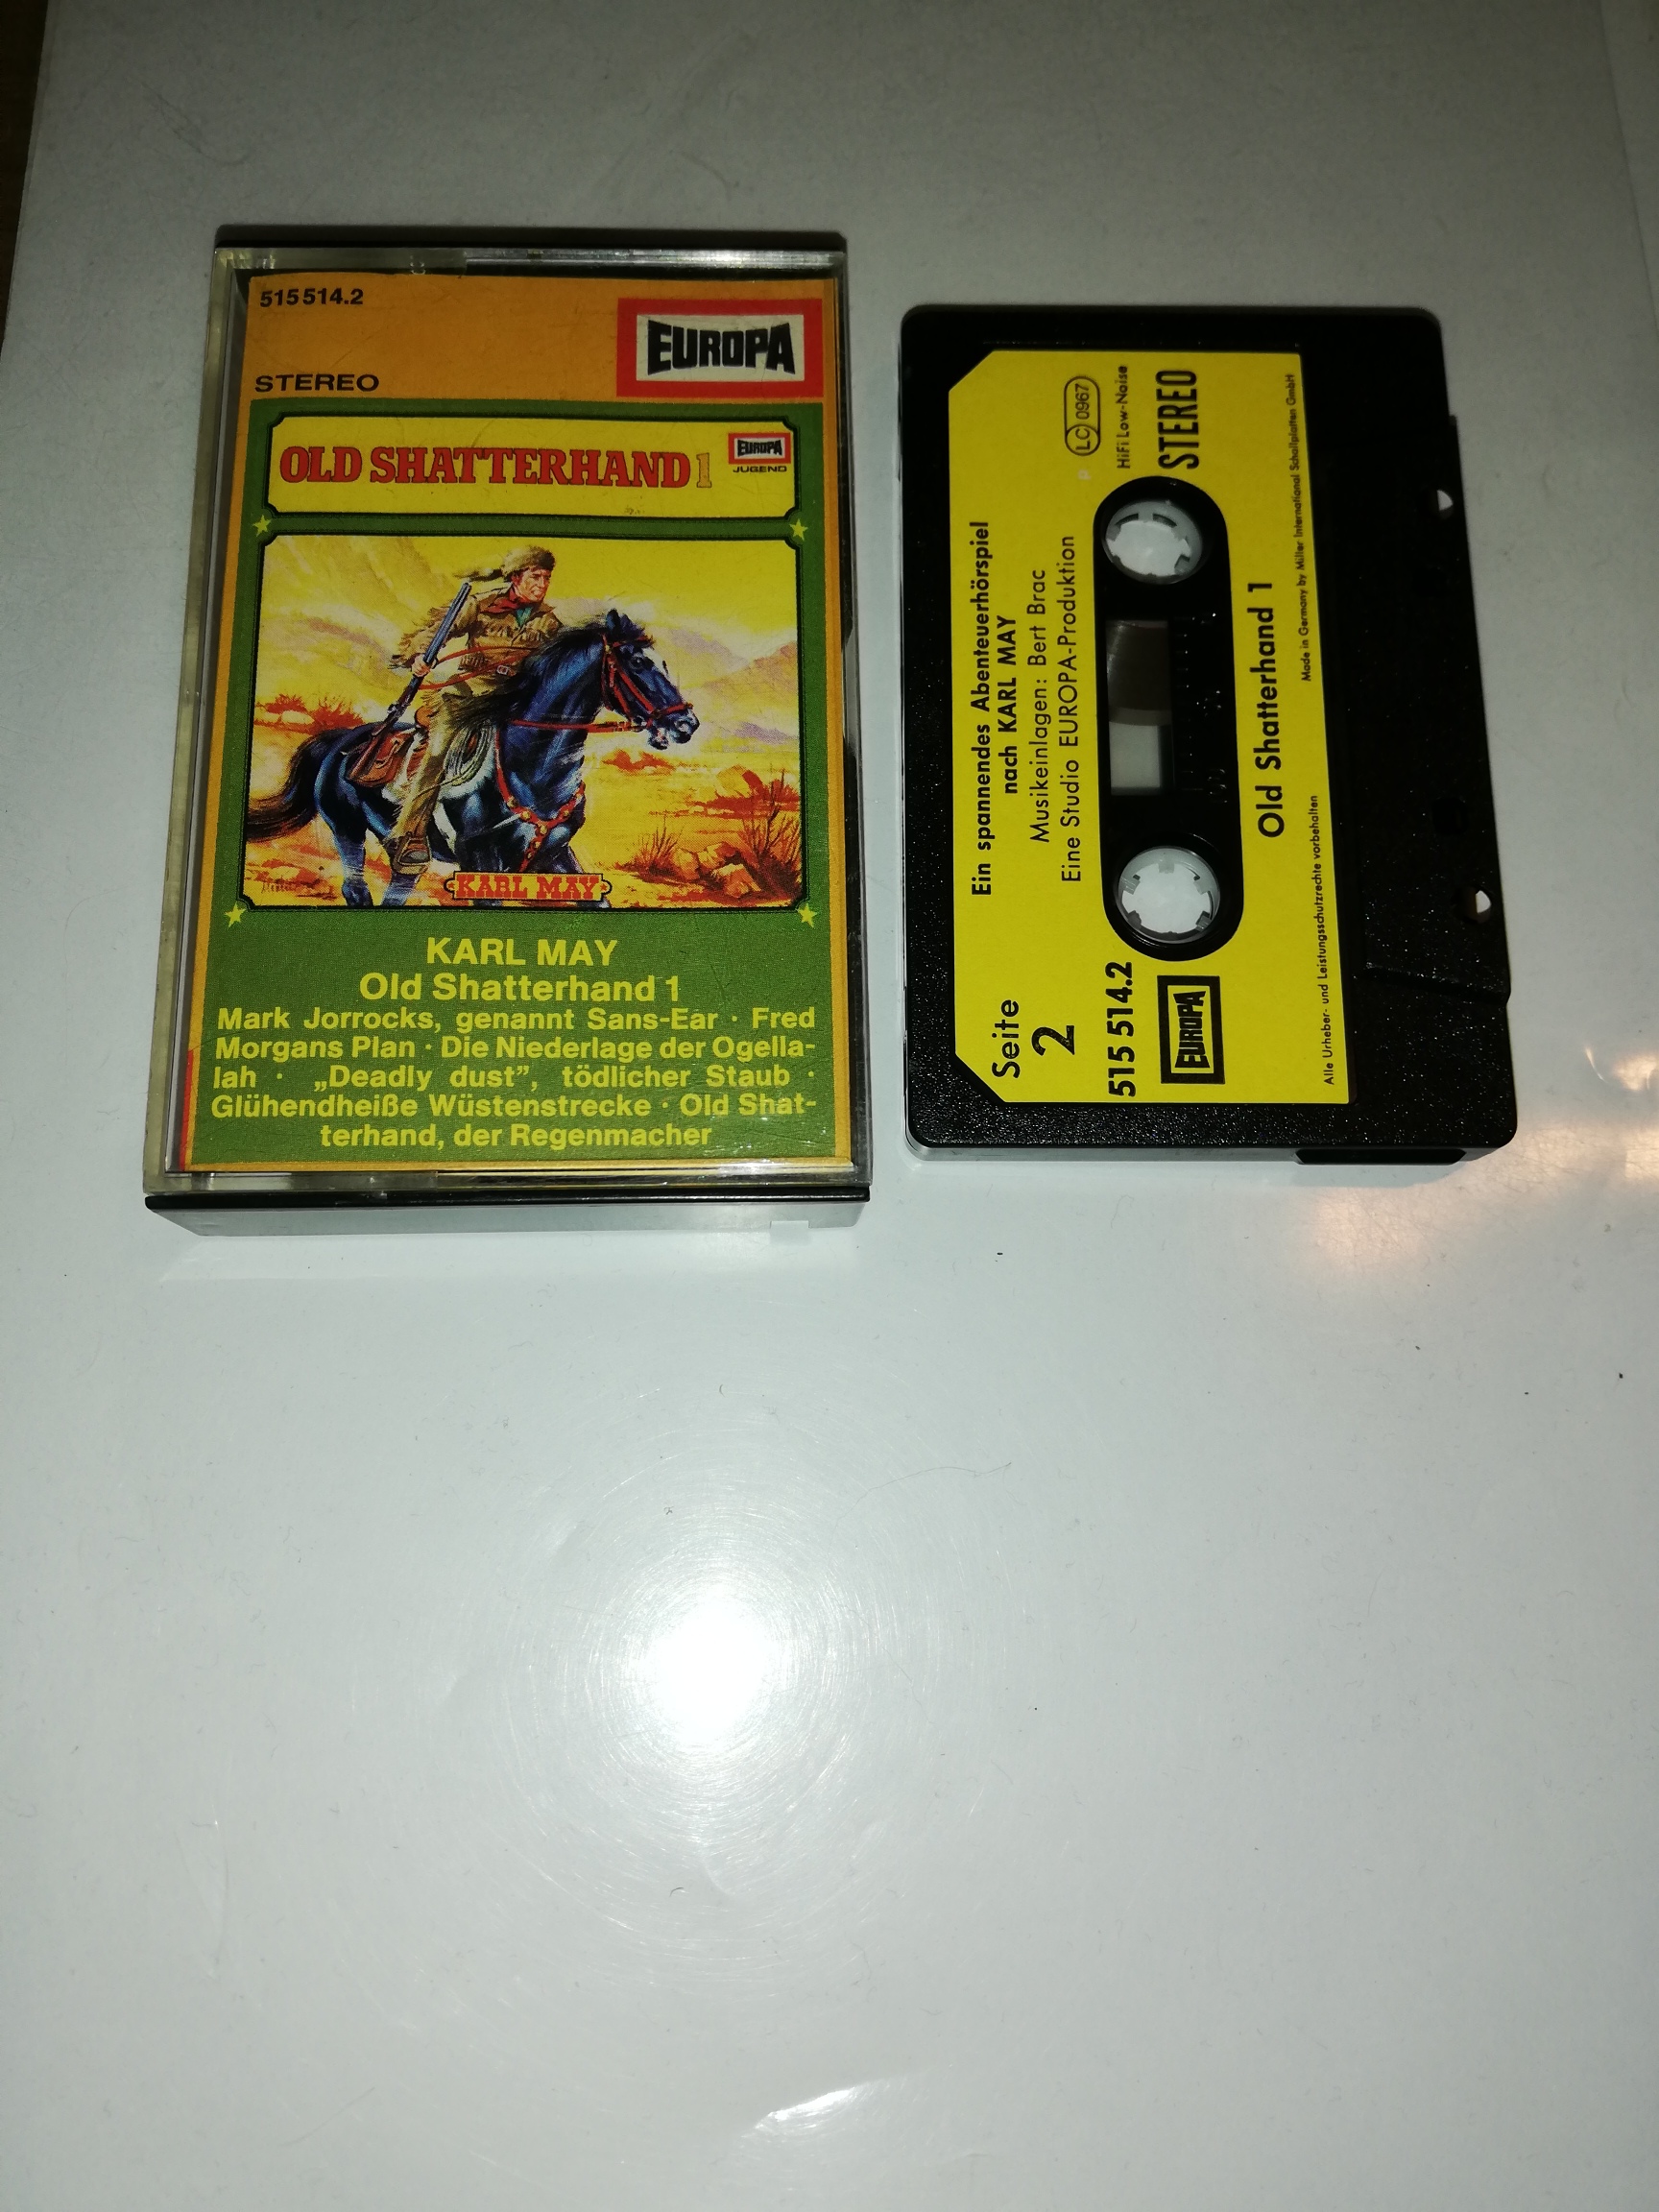 515 514.2
EUROPA
STEREO
OLD SHATTERHAND 1
EUROPA
JUGEND
KARL MAY
KARL MAY
Old Shatterhand 1
Mark Jorrocks, genannt Sans-Ear · Fred
Morgans Plan · Die Niederlage der Ogella-
lah · „Deadly dust”, tödlicher Staub ·
Glühendheiße Wüstenstrecke · Old Shat-
terhand, der Regenmacher
Ein spannendes Abenteuerhörspiel
nach KARL MAY
Musikeinlagen: Bert Brac
Eine Studio EUROPA-Produktion
Seite
2
515 514.2
EUROPA
LC 0967
HiFi Low-Noise
STEREO
Old Shatterhand 1
Made in Germany by Miller International Schallplatten GmbH
Alle Urheber- und Leistungsschutzrechte vorbehalten